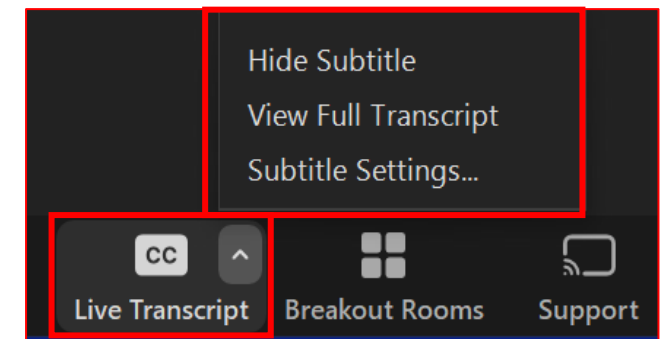 Hide Subtitle
View Full Transcript
Subtitle Settings...
CC
Live Transcript
Breakout Rooms
Support